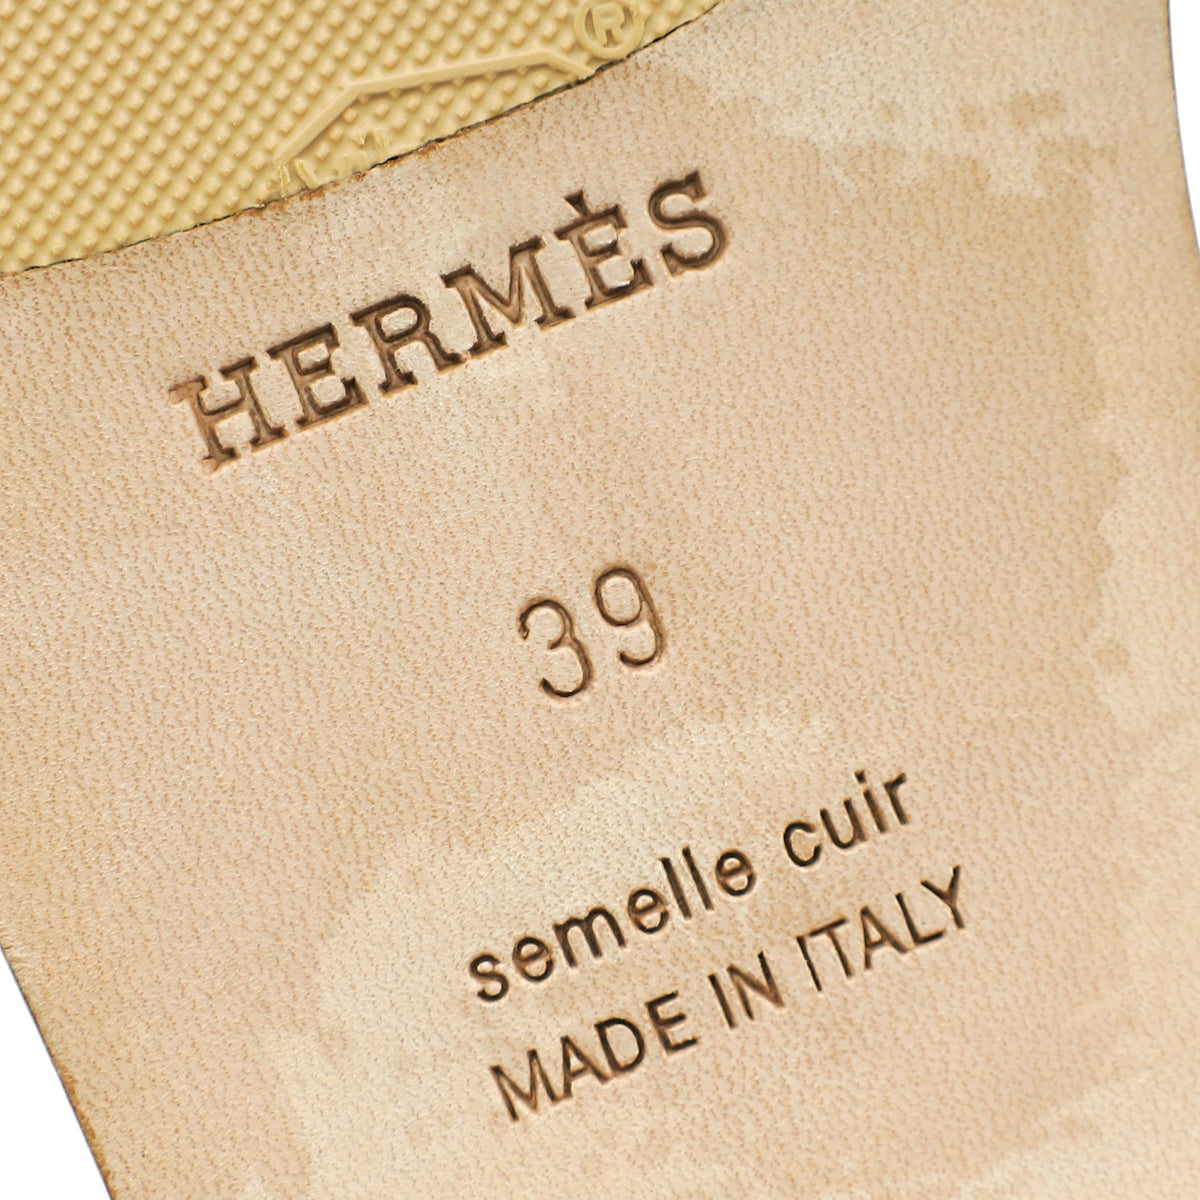 ®
HERMÈS
39
semelle cuir
MADE IN ITALY